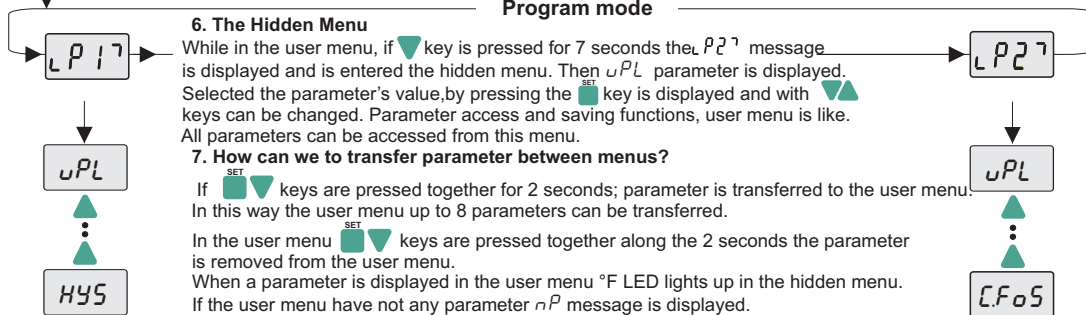 Program mode
6. The Hidden Menu
While in the user menu, if key is pressed for 7 seconds the message
is displayed and is entered the hidden menu. Then uPL parameter is displayed.
Selected the parameter's value,by pressing the SET key is displayed and with
keys can be changed. Parameter access and saving functions, user menu is like.
All parameters can be accessed from this menu.
7. How can we to transfer parameter between menus?
If SET keys are pressed together for 2 seconds; parameter is transferred to the user menu.
In this way the user menu up to 8 parameters can be transferred.
In the user menu SET keys are pressed together along the 2 seconds the parameter
is removed from the user menu.
When a parameter is displayed in the user menu °F LED lights up in the hidden menu.
If the user menu have not any parameter nP message is displayed.
uPL
HYS
uPL
C.FoS